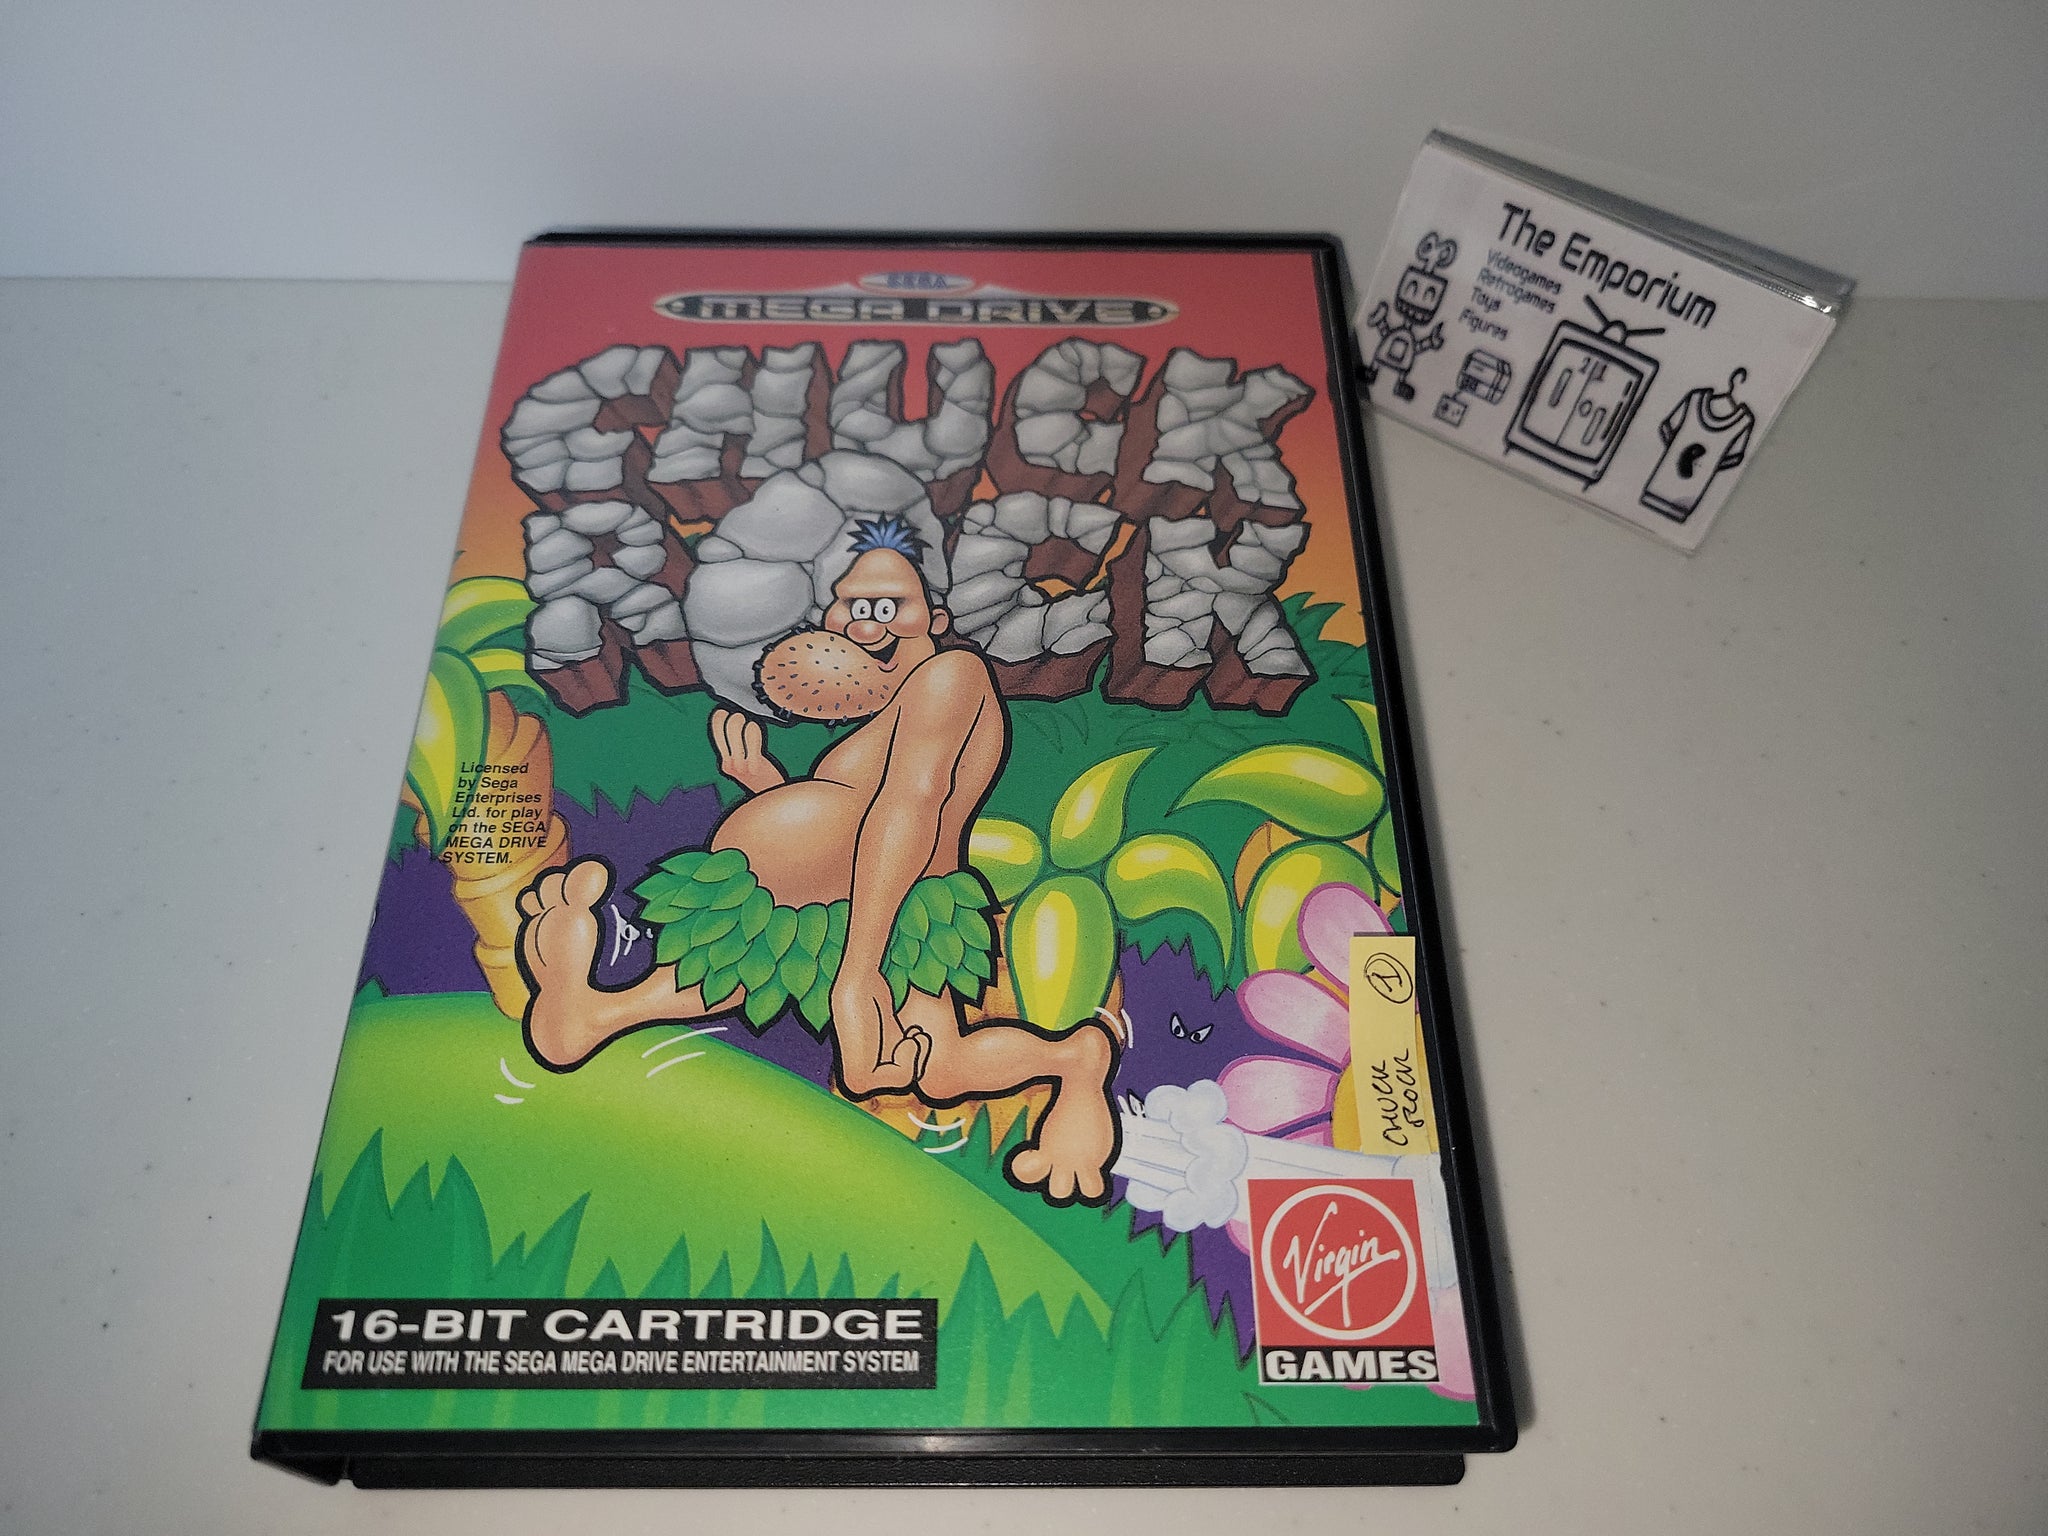 SEGA
MEGA DRIVE
CHUCK
ROCK
Licensed
by Sega
Enterprises
Ltd. for play
on the SEGA
MEGA DRIVE
SYSTEM.
16-BIT CARTRIDGE
FOR USE WITH THE SEGA MEGA DRIVE ENTERTAINMENT SYSTEM
1
CHUCK
ROCK
Virgin
GAMES
The Emporium
Videogames
Retrogames
Toys
Figures